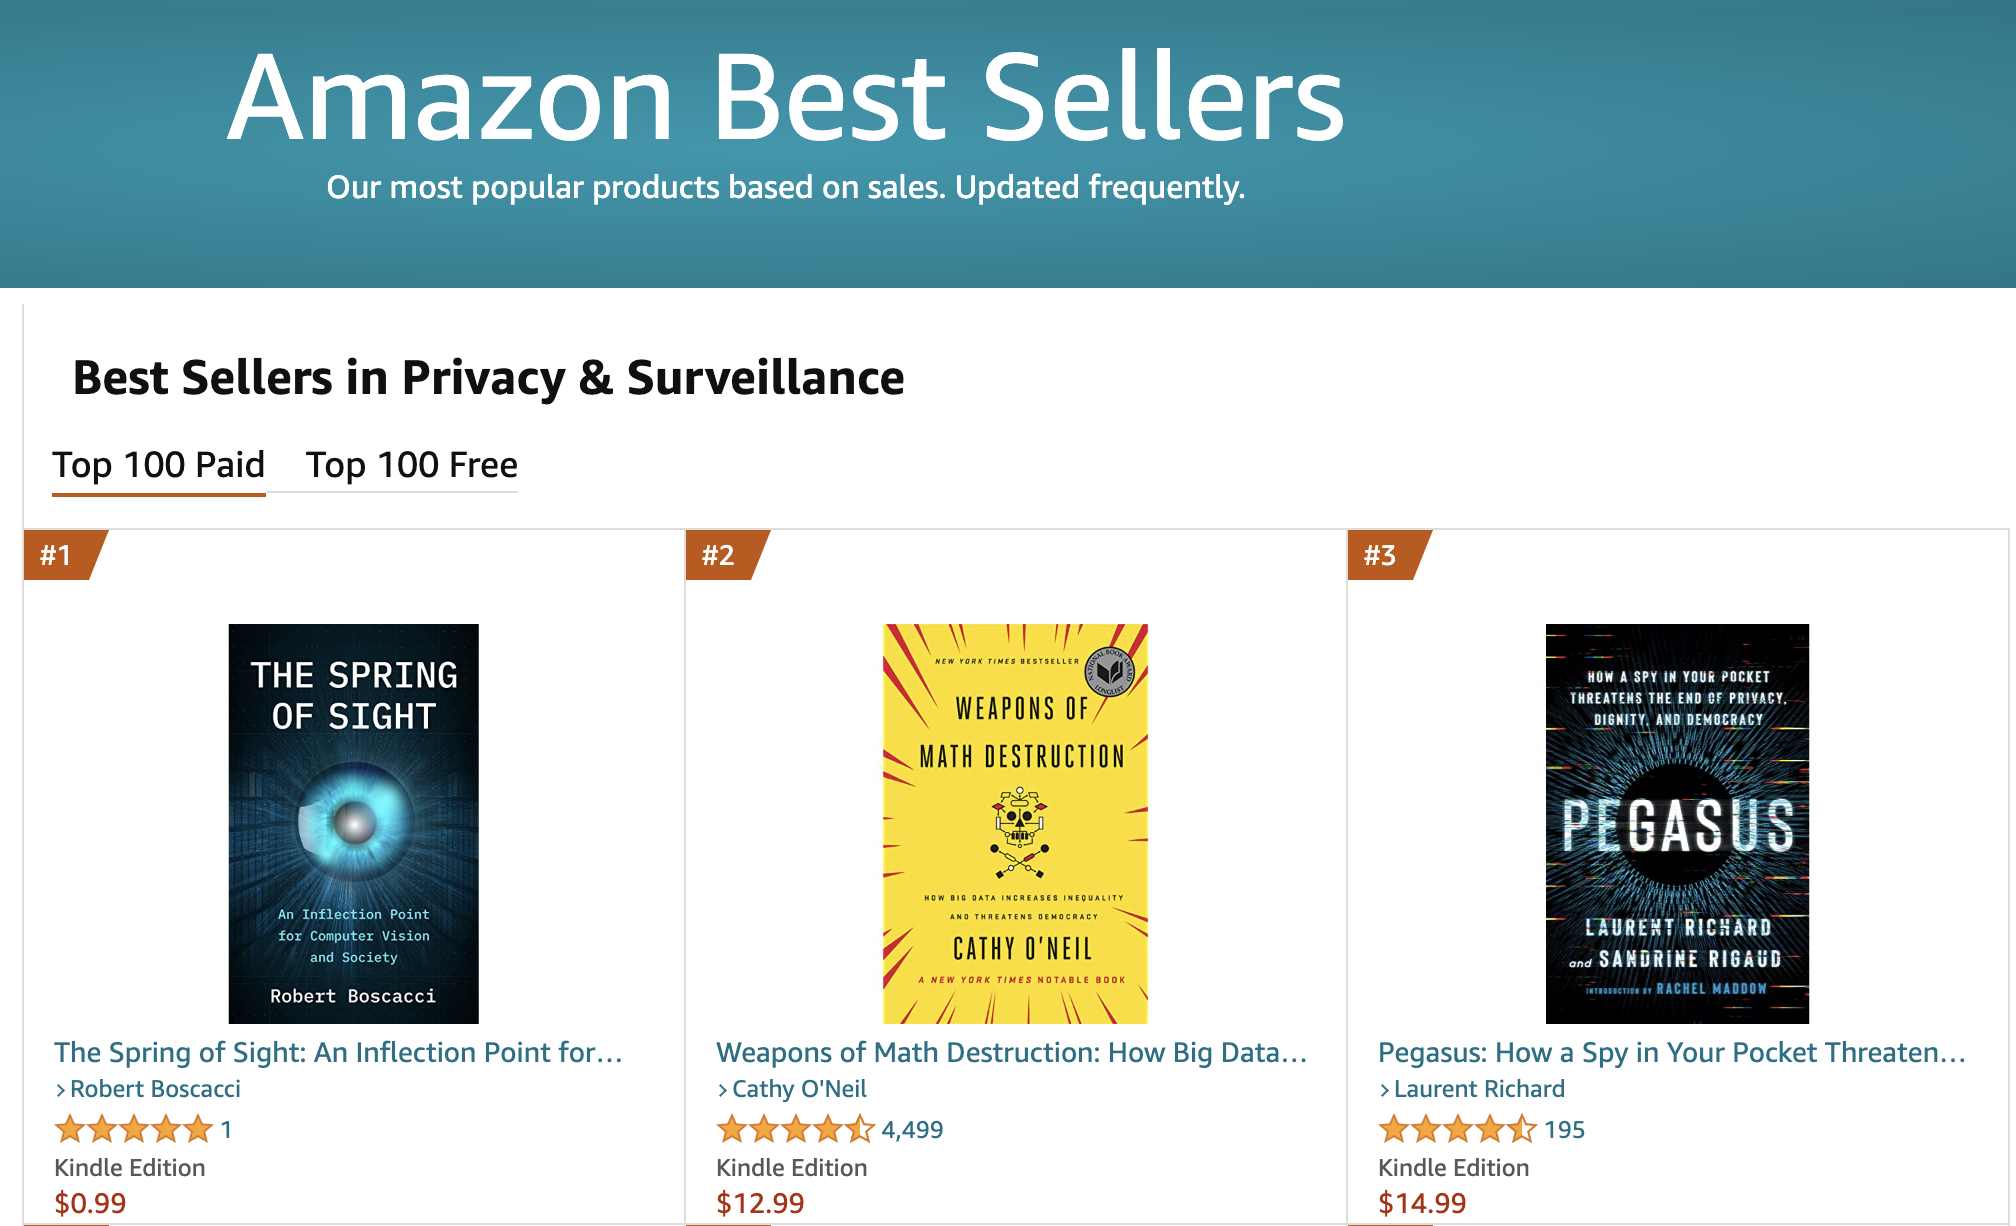 Amazon Best Sellers
Our most popular products based on sales. Updated frequently.
Best Sellers in Privacy & Surveillance
Top 100 Paid
Top 100 Free
#1
THE SPRING
OF SIGHT
An Inflection Point
for Computer Vision
and Society
Robert Boscacci
The Spring of Sight: An Inflection Point for…
› Robert Boscacci
1
Kindle Edition
$0.99
#2
NEW YORK TIMES BESTSELLER
NATIONAL BOOK AWARD
LONGLIST
WEAPONS OF
MATH DESTRUCTION
HOW BIG DATA INCREASES INEQUALITY
AND THREATENS DEMOCRACY
CATHY O'NEIL
A NEW YORK TIMES NOTABLE BOOK
Weapons of Math Destruction: How Big Data…
› Cathy O'Neil
4,499
Kindle Edition
$12.99
#3
HOW A SPY IN YOUR POCKET
THREATENS THE END OF PRIVACY,
DIGNITY, AND DEMOCRACY
PEGASUS
LAURENT RICHARD
and SANDRINE RIGAUD
INTRODUCTION BY RACHEL MADDOW
Pegasus: How a Spy in Your Pocket Threaten…
› Laurent Richard
195
Kindle Edition
$14.99